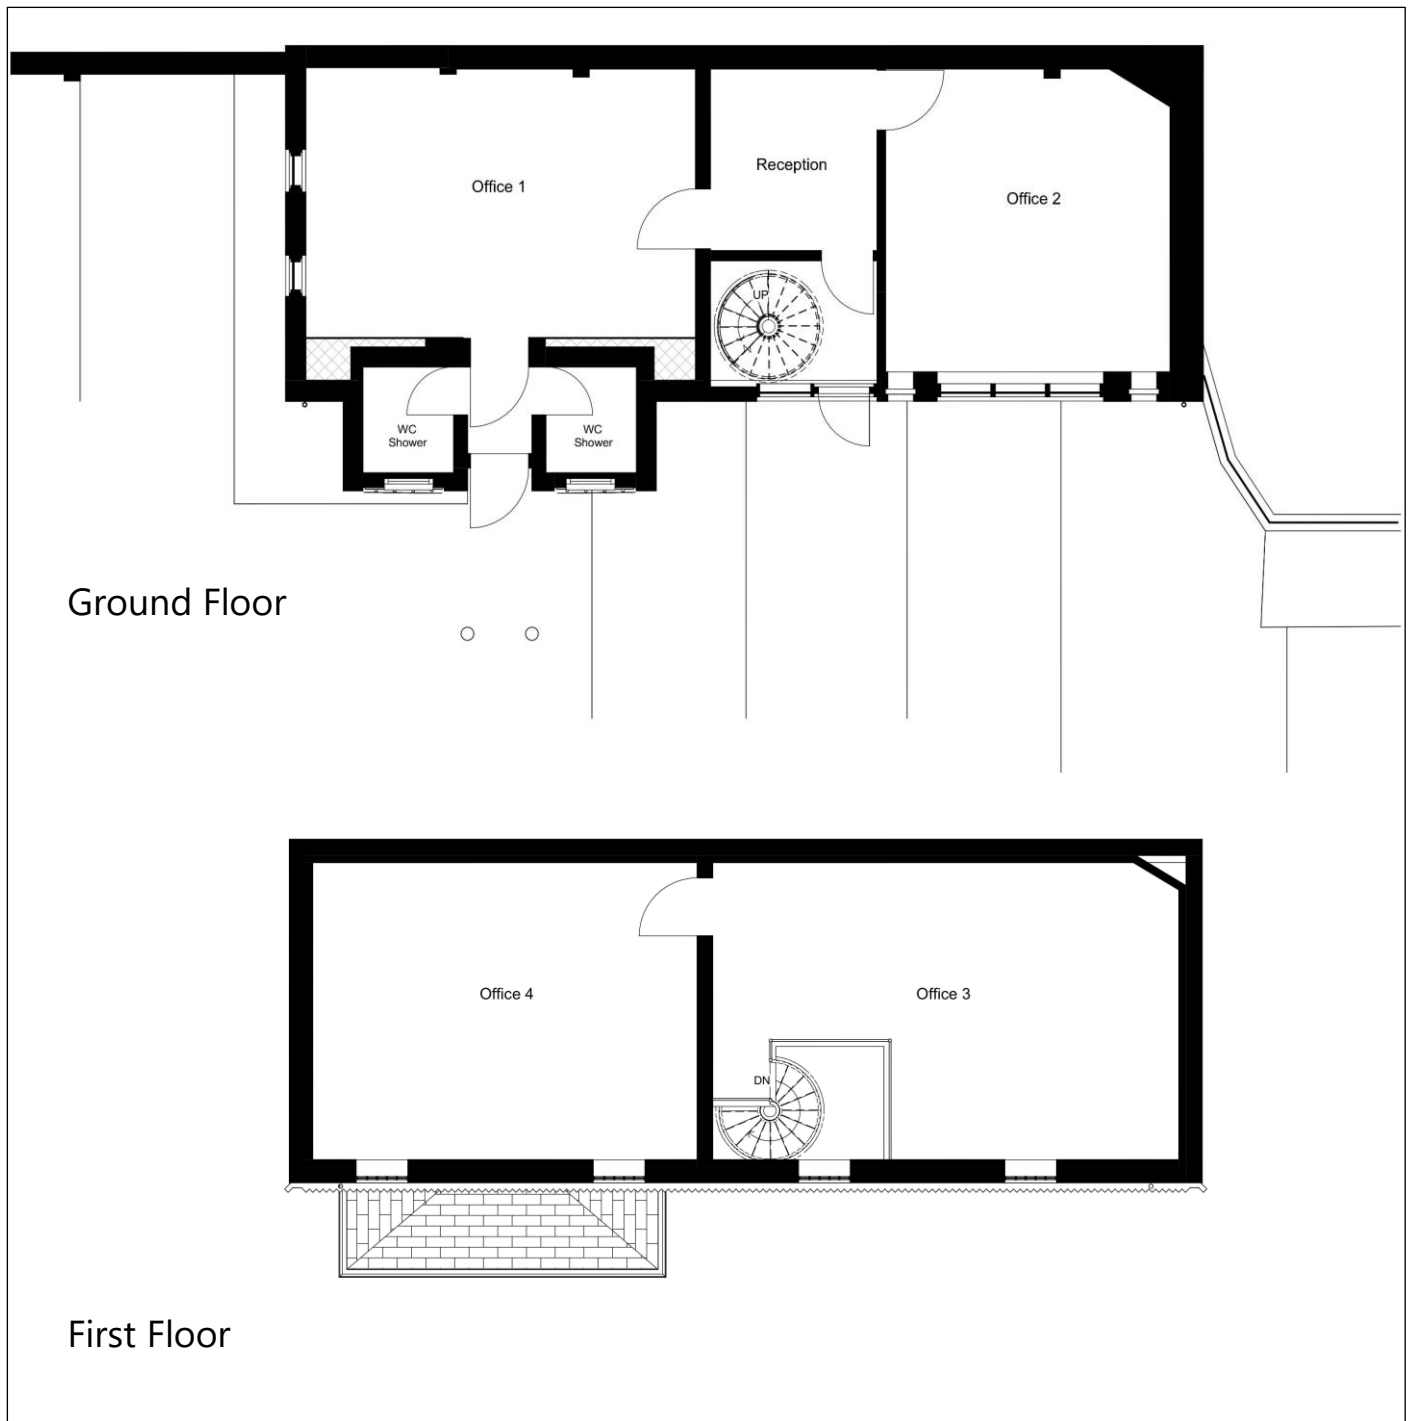 Office 1
Reception
Office 2
UP
WC
Shower
WC
Shower
Ground Floor
Office 4
Office 3
DN
First Floor